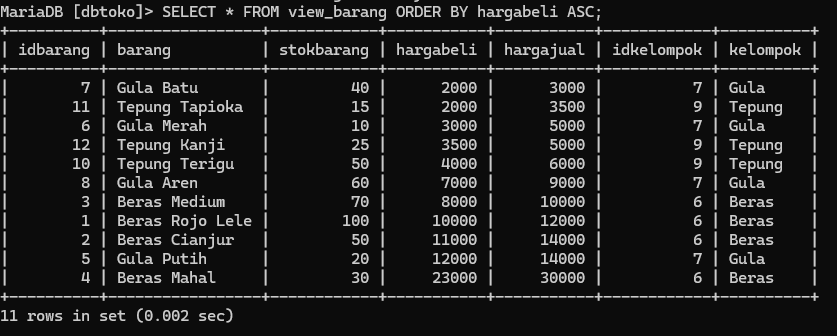 MariaDB [dbtoko]> SELECT * FROM view_barang ORDER BY hargabeli ASC;
+----------+-----------------+------------+-----------+-----------+------------+----------+
| idbarang | barang          | stokbarang | hargabeli | hargajual | idkelompok | kelompok |
+----------+-----------------+------------+-----------+-----------+------------+----------+
|        7 | Gula Batu       |         40 |      2000 |      3000 |          7 | Gula     |
|       11 | Tepung Tapioka  |         15 |      2000 |      3500 |          9 | Tepung   |
|        6 | Gula Merah      |         10 |      3000 |      5000 |          7 | Gula     |
|       12 | Tepung Kanji    |         25 |      3500 |      5000 |          9 | Tepung   |
|       10 | Tepung Terigu   |         50 |      4000 |      6000 |          9 | Tepung   |
|        8 | Gula Aren       |         60 |      7000 |      9000 |          7 | Gula     |
|        3 | Beras Medium    |         70 |      8000 |     10000 |          6 | Beras    |
|        1 | Beras Rojo Lele |        100 |     10000 |     12000 |          6 | Beras    |
|        2 | Beras Cianjur   |         50 |     11000 |     14000 |          6 | Beras    |
|        5 | Gula Putih      |         20 |     12000 |     14000 |          7 | Gula     |
|        4 | Beras Mahal     |         30 |     23000 |     30000 |          6 | Beras    |
+----------+-----------------+------------+-----------+-----------+------------+----------+
11 rows in set (0.002 sec)